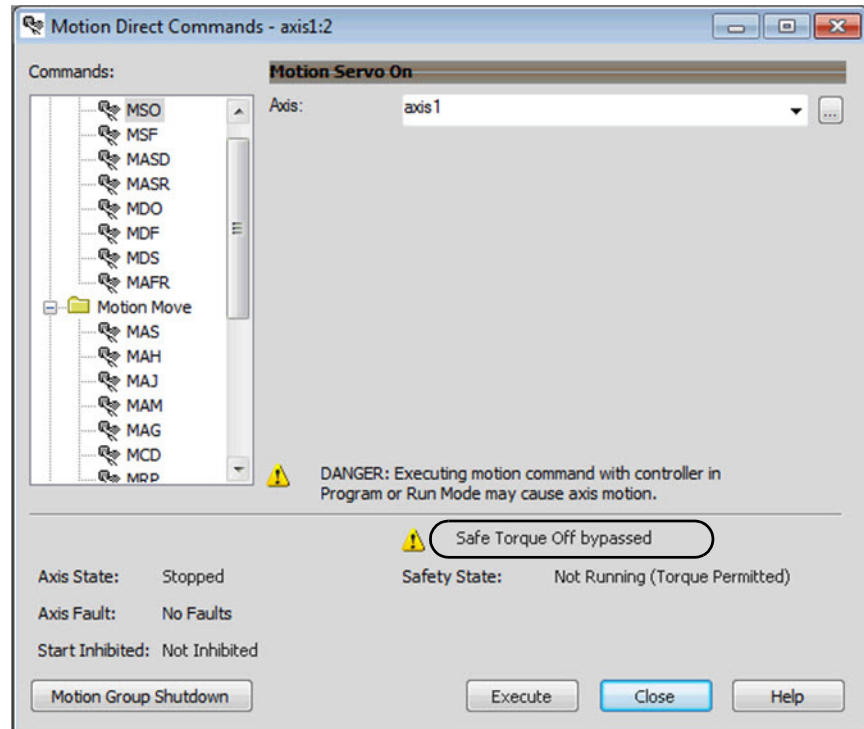 Motion Direct Commands - axis1:2
Commands:
Motion Servo On
MSO
MSF
MASD
MASR
MDO
MDF
MDS
MAFR
Motion Move
MAS
MAH
MAJ
MAM
MAG
MCD
MRP
Axis:
axis1
...
DANGER: Executing motion command with controller in
Program or Run Mode may cause axis motion.
Safe Torque Off bypassed
Axis State: Stopped
Safety State: Not Running (Torque Permitted)
Axis Fault: No Faults
Start Inhibited: Not Inhibited
Motion Group Shutdown
Execute
Close
Help